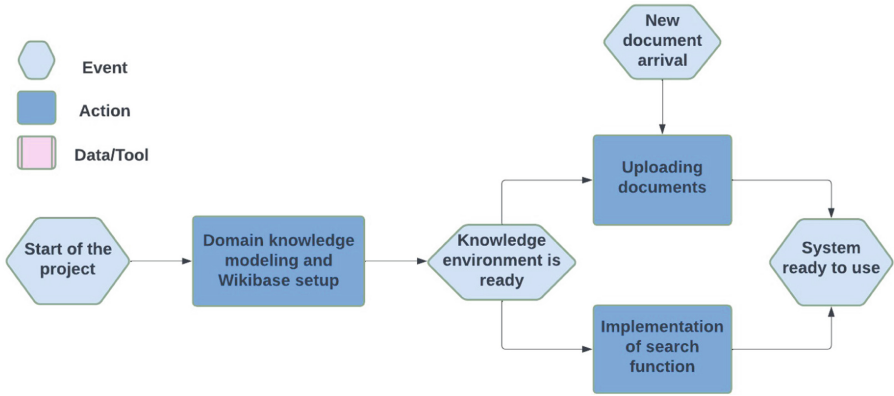 New
document
arrival
Event
Action
Data/Tool
Uploading
documents
Start of the
project
Domain knowledge
modeling and
Wikibase setup
Knowledge
environment is
ready
System
ready to use
Implementation
of search
function